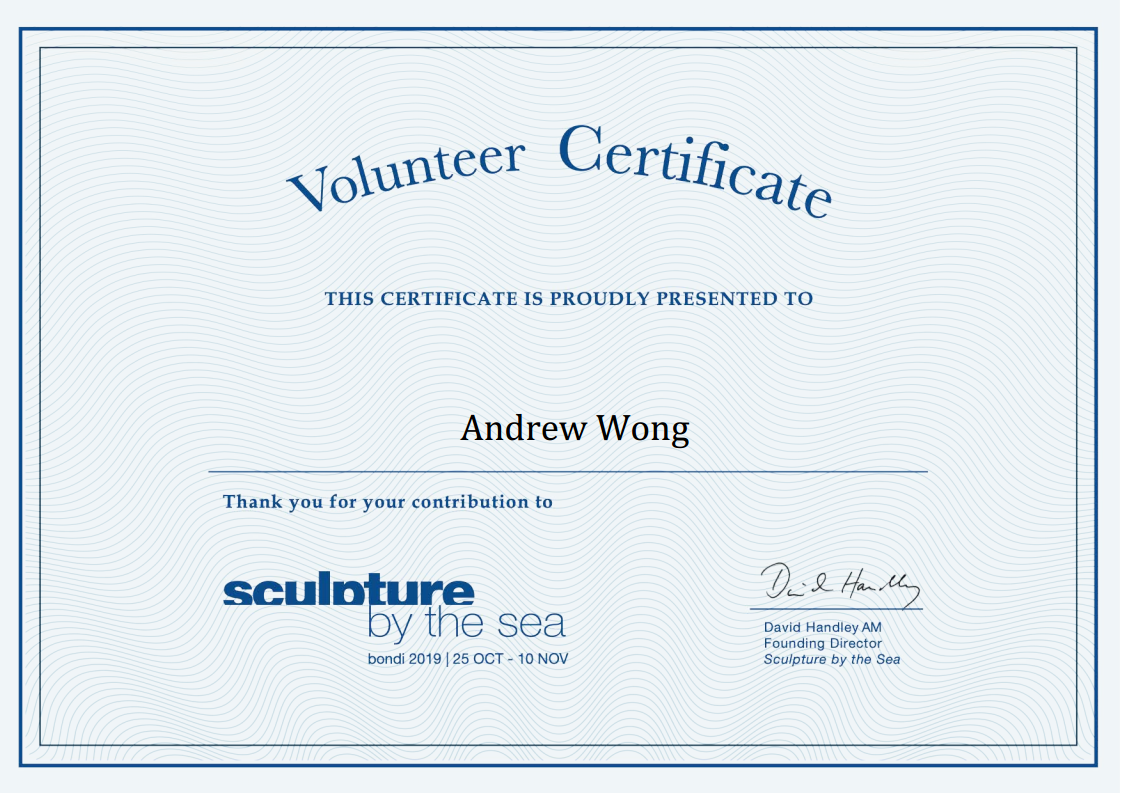 Volunteer Certificate
THIS CERTIFICATE IS PROUDLY PRESENTED TO
Andrew Wong
Thank you for your contribution to
sculpture
by the sea
bondi 2019 | 25 OCT - 10 NOV
David Handley
David Handley AM
Founding Director
Sculpture by the Sea